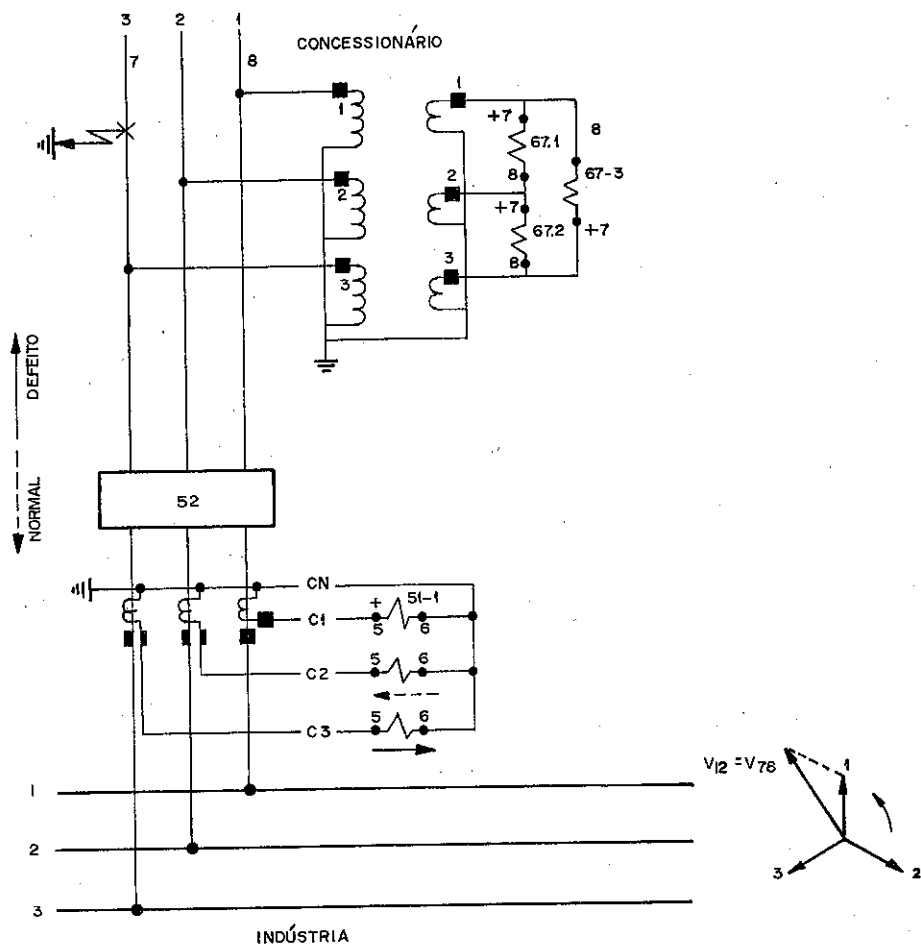 3 2 1
CONCESSIONÁRIO
7 8
1 1
+7 8
67.1
8 67-3
2 2
+7 +7
67.2
3 3
8
DEFEITO
NORMAL
52
CN
C1 + 5 51-1 6
C2 5 6
C3 5 6
1
2
3
INDÚSTRIA
V12 = V78
1
3 2